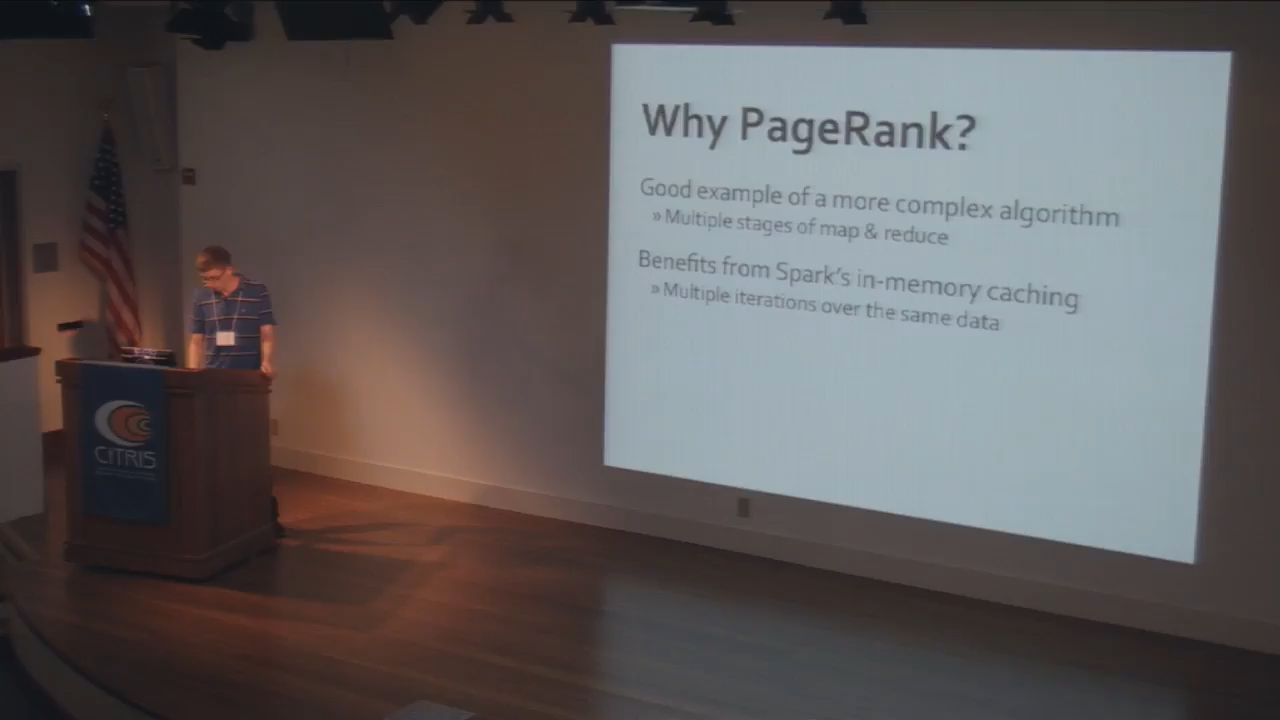 Why PageRank?
Good example of a more complex algorithm
» Multiple stages of map & reduce
Benefits from Spark's in-memory caching
» Multiple iterations over the same data
CITRIS